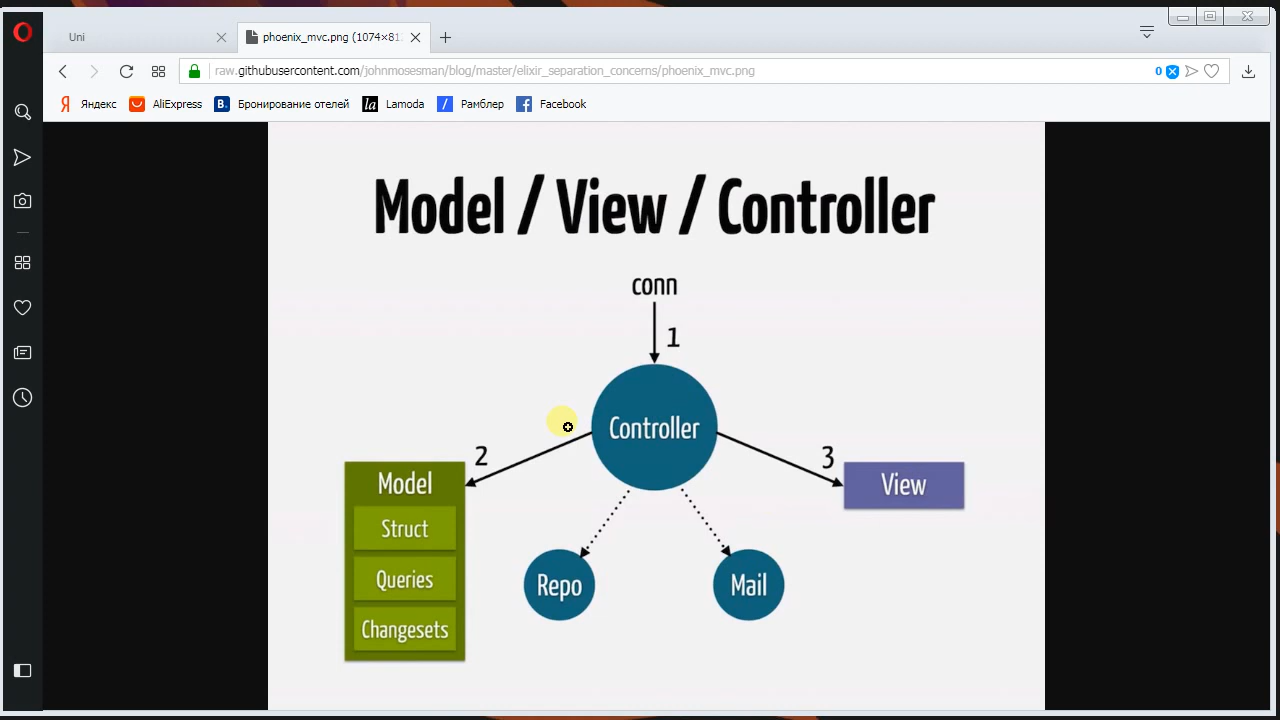 Uni
phoenix_mvc.png (1074×81
raw.githubusercontent.com/johnmosesman/blog/master/elixir_separation_concerns/phoenix_mvc.png
0
Яндекс
AliExpress
B.
Бронирование отелей
la
Lamoda
Рамблер
Facebook
Model / View / Controller
conn
1
Controller
2
3
Model
View
Struct
Queries
Changesets
Repo
Mail